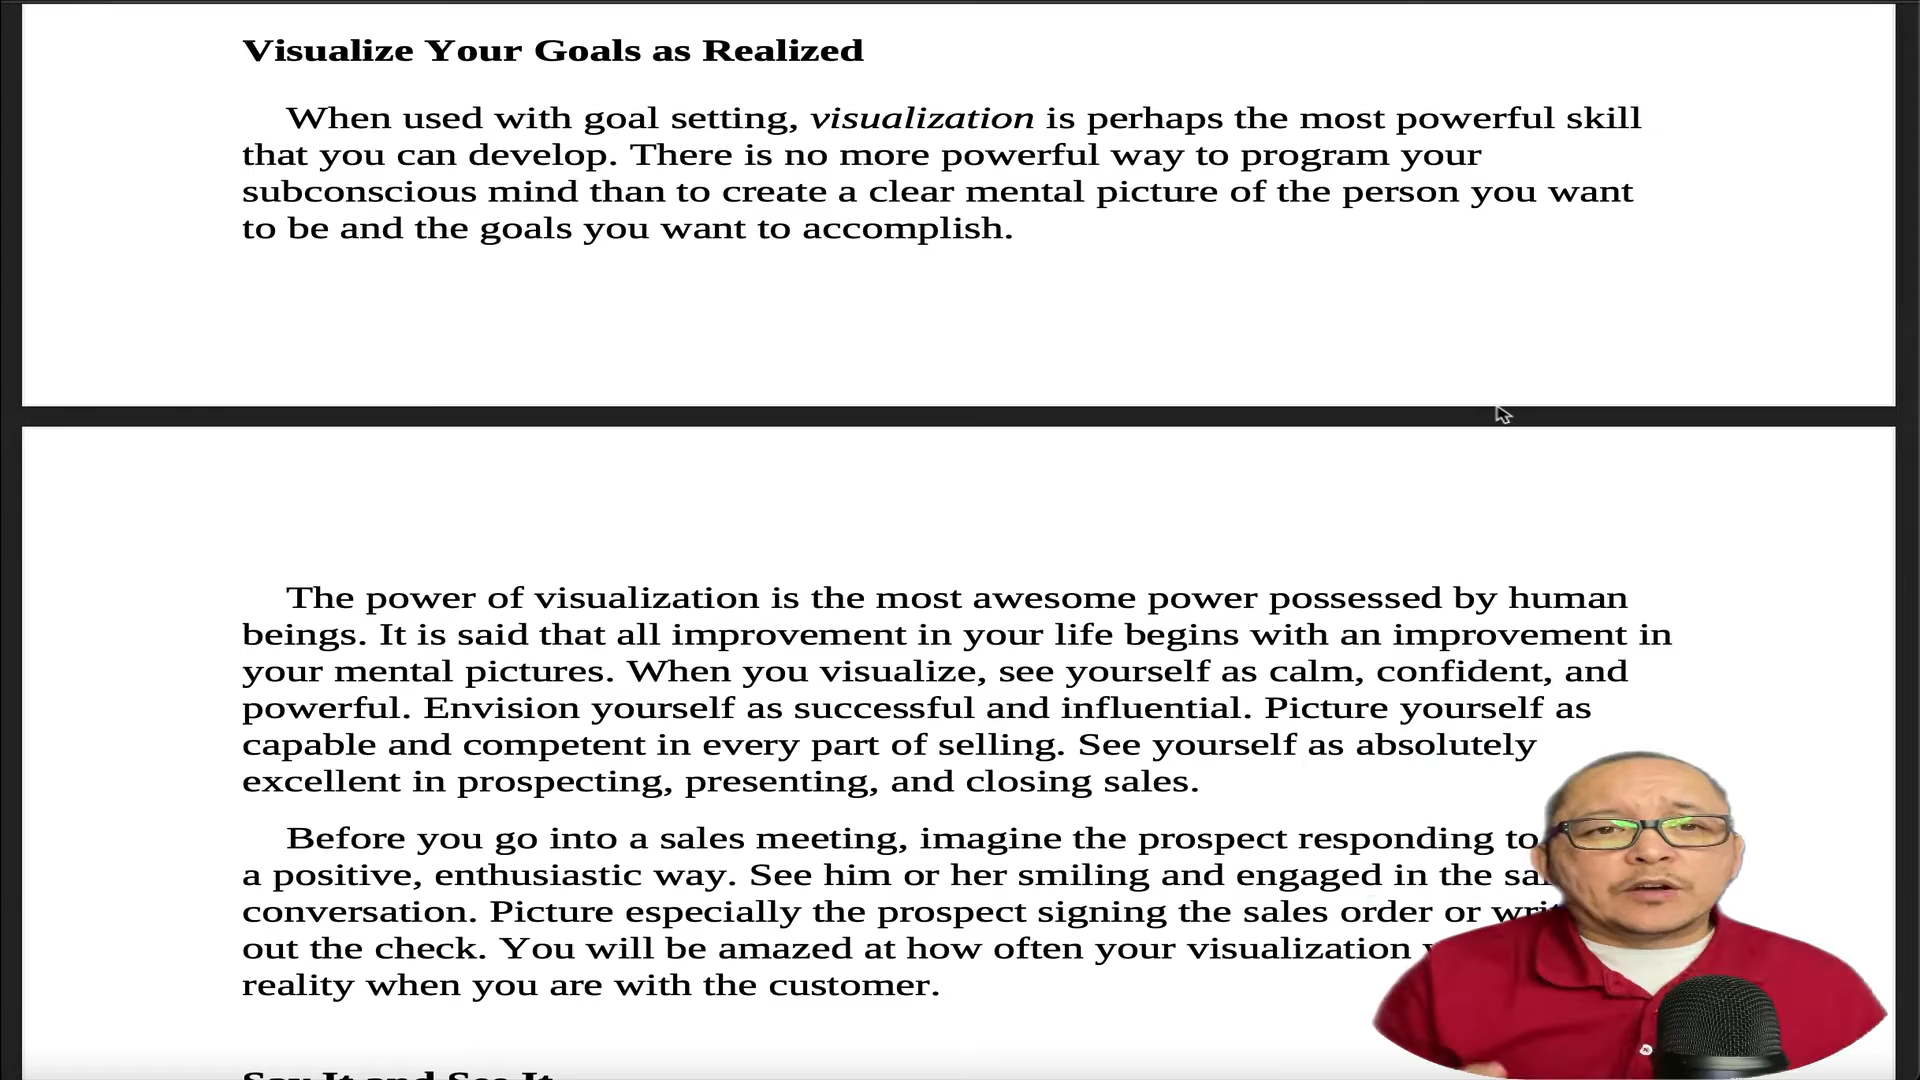 Visualize Your Goals as Realized
When used with goal setting, visualization is perhaps the most powerful skill
that you can develop. There is no more powerful way to program your
subconscious mind than to create a clear mental picture of the person you want
to be and the goals you want to accomplish.
The power of visualization is the most awesome power possessed by human
beings. It is said that all improvement in your life begins with an improvement in
your mental pictures. When you visualize, see yourself as calm, confident, and
powerful. Envision yourself as successful and influential. Picture yourself as
capable and competent in every part of selling. See yourself as absolutely
excellent in prospecting, presenting, and closing sales.
Before you go into a sales meeting, imagine the prospect responding to
a positive, enthusiastic way. See him or her smiling and engaged in the
conversation. Picture especially the prospect signing the sales order or
out the check. You will be amazed at how often your visualization
reality when you are with the customer.
Say It and See It